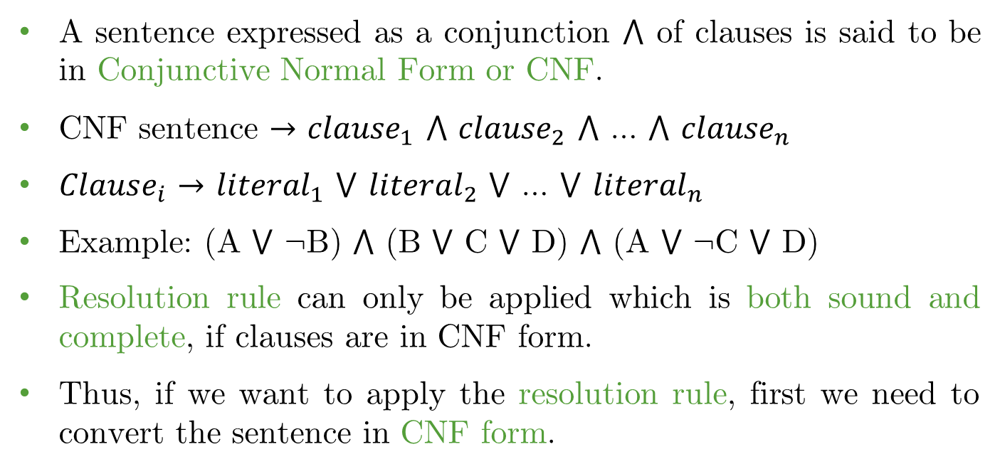 • A sentence expressed as a conjunction ⋀ of clauses is said to be
in Conjunctive Normal Form or CNF.
• CNF sentence → clause₁ ⋀ clause₂ ⋀ … ⋀ clauseₙ
• Clauseᵢ → literal₁ ⋁ literal₂ ⋁ … ⋁ literalₙ
• Example: (A ⋁ ¬B) ⋀ (B ⋁ C ⋁ D) ⋀ (A ⋁ ¬C ⋁ D)
• Resolution rule can only be applied which is both sound and
complete, if clauses are in CNF form.
• Thus, if we want to apply the resolution rule, first we need to
convert the sentence in CNF form.